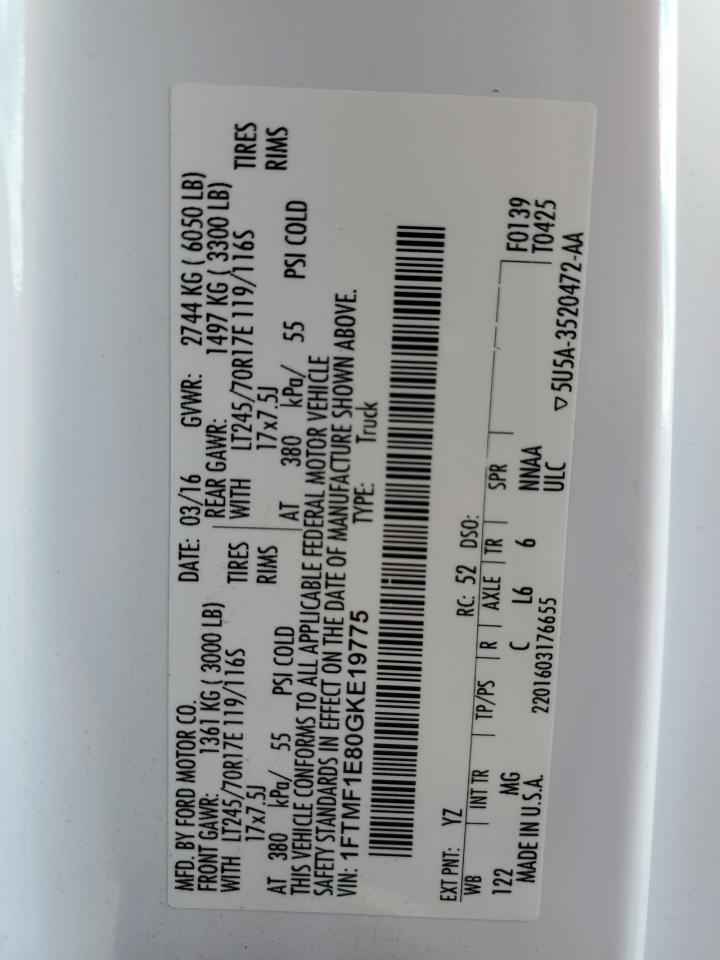 MFD. BY FORD MOTOR CO.
DATE: 03/16 GVWR: 2744 KG ( 6050 LB)
FRONT GAWR: 1361 KG ( 3000 LB) REAR GAWR: 1497 KG ( 3300 LB)
WITH LT245/70R17E 119/116S TIRES WITH LT245/70R17E 119/116S TIRES
17x7.5J RIMS 17x7.5J RIMS
AT 380 kPa/ 55 PSI COLD AT 380 kPa/ 55 PSI COLD
THIS VEHICLE CONFORMS TO ALL APPLICABLE FEDERAL MOTOR VEHICLE
SAFETY STANDARDS IN EFFECT ON THE DATE OF MANUFACTURE SHOWN ABOVE.
VIN: 1FTMF1E80GKE19775 TYPE: Truck
EXT PNT: YZ RC: 52 DSO:
WB INT TR TP/PS R AXLE TR SPR F0139
122 MG C L6 6 NNAA T0425
MADE IN U.S.A. ULC
2201603176655 ▽5U5A-3520472-AA